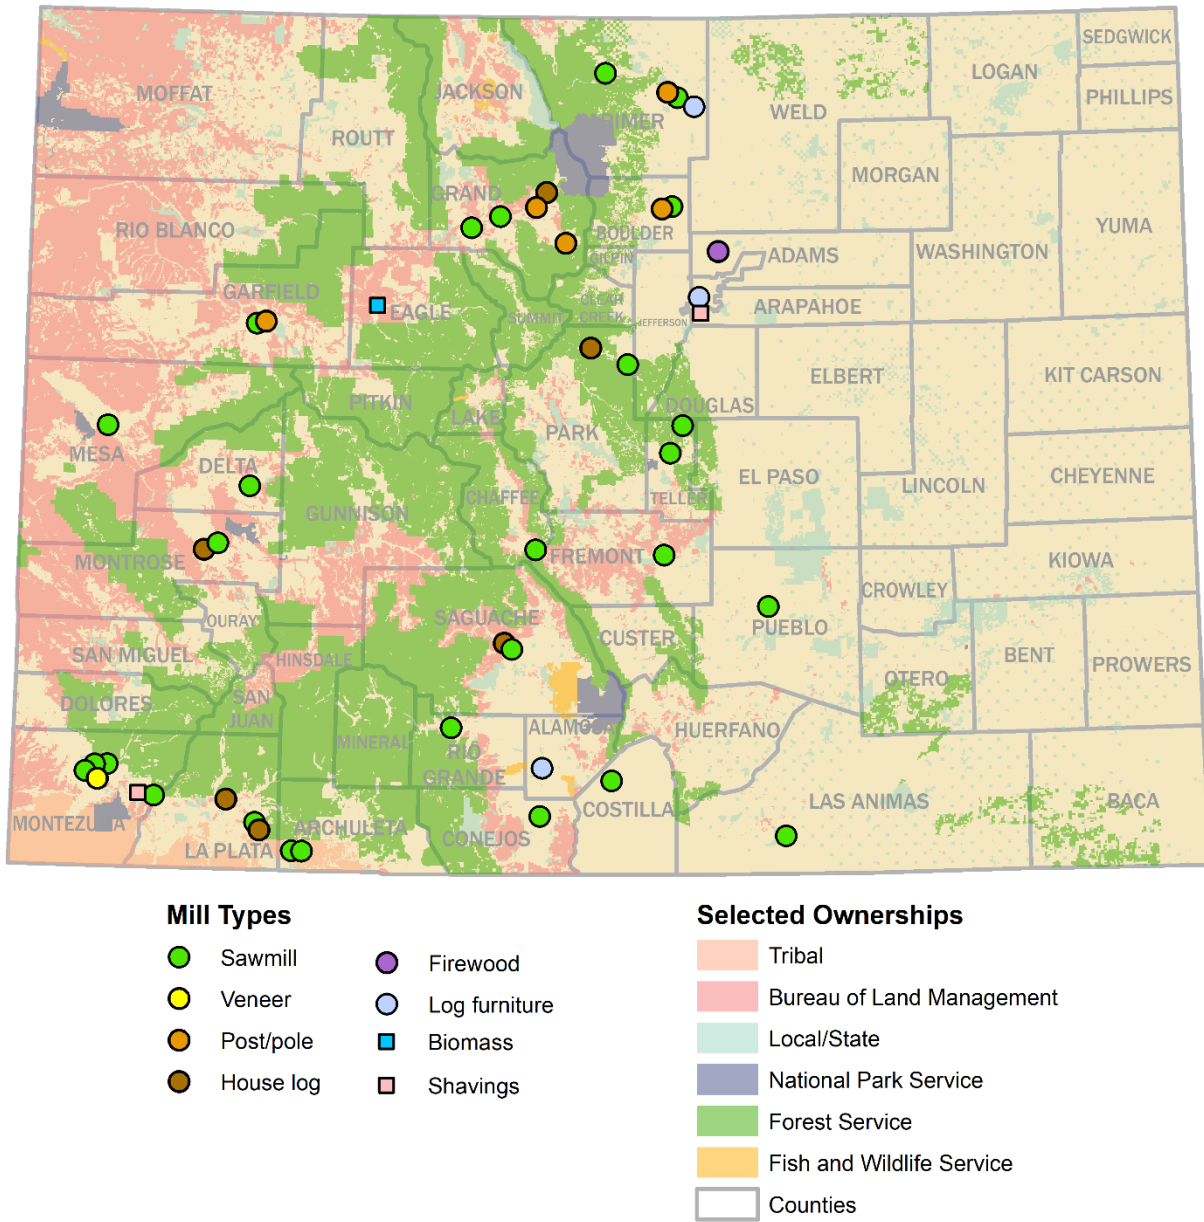 SEDGWICK
LOGAN
MOFFAT
JACKSON
PHILLIPS
WELD
ROUTT
MORGAN
GRAND
YUMA
RIO BLANCO
BOULDER
WASHINGTON
GILPIN
ADAMS
GARFIELD
CLEAR
CREEK
ARAPAHOE
EAGLE
SUMMIT
JEFFERSON
ELBERT
KIT CARSON
PITKIN
LAKE
DOUGLAS
PARK
MESA
DELTA
EL PASO
CHEYENNE
LINCOLN
CHAFFEE
TELLER
GUNNISON
MONTROSE
FREMONT
KIOWA
CROWLEY
OURAY
SAGUACHE
PUEBLO
CUSTER
SAN MIGUEL
HINSDALE
BENT
PROWERS
OTERO
DOLORES
SAN
JUAN
ALAMOSA
HUERFANO
MINERAL
RIO
GRANDE
LAS ANIMAS
BACA
COSTILLA
MONTEZUMA
ARCHULETA
CONEJOS
LA PLATA
Mill Types
Sawmill
Veneer
Post/pole
House log
Firewood
Log furniture
Biomass
Shavings
Selected Ownerships
Tribal
Bureau of Land Management
Local/State
National Park Service
Forest Service
Fish and Wildlife Service
Counties